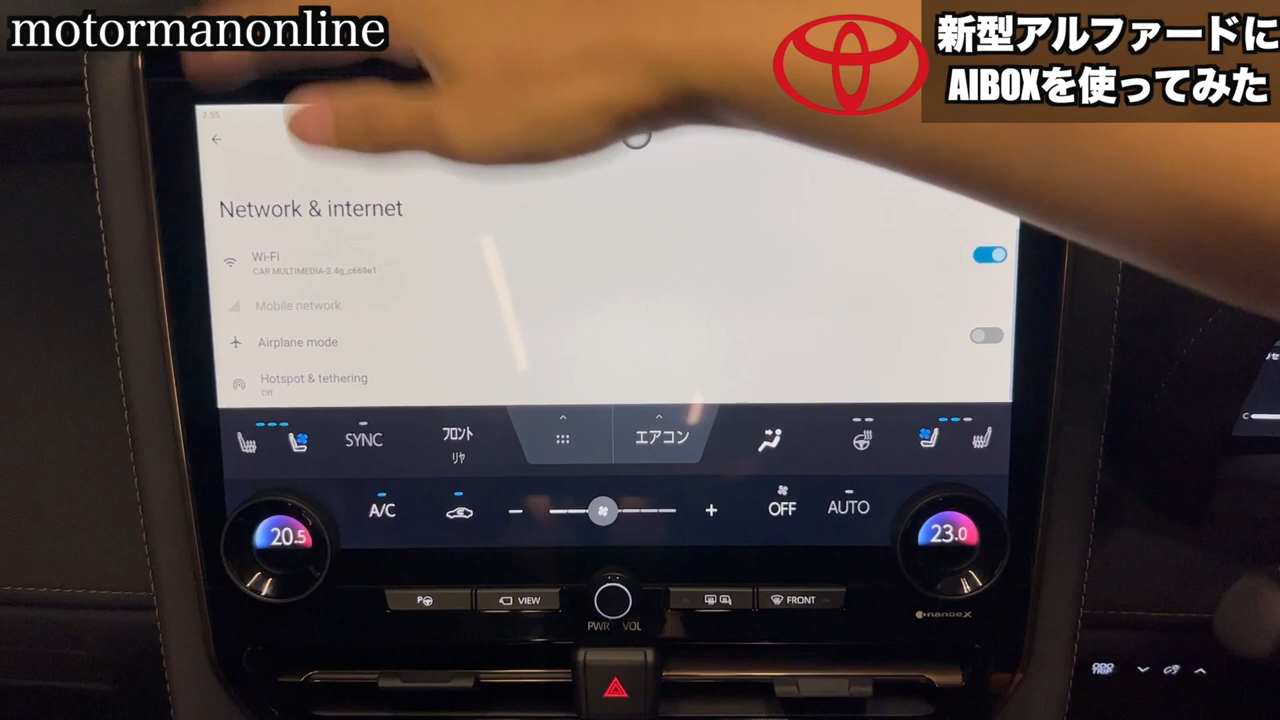 motormanonline
新型アルファードに
AIBOXを使ってみた
7:55
Network & internet
Wi-Fi
CAR MULTIMEDIA-2.4g_c669e1
Mobile network
Airplane mode
Hotspot & tethering
Off
SYNC
フロント
リヤ
エアコン
A/C
OFF
AUTO
20.5
23.0
P
VIEW
FRONT
PWR
VOL
nanoeX
ODO
TRIP
C